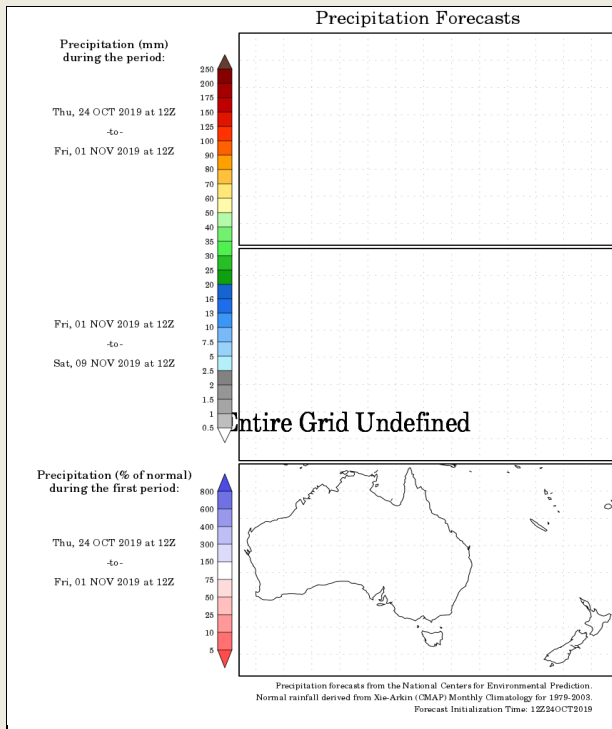 Precipitation Forecasts
Precipitation (mm)
during the period:
Thu, 24 OCT 2019 at 12Z
-to-
Fri, 01 NOV 2019 at 12Z
250
200
175
150
125
100
90
80
70
60
50
40
35
30
25
20
16
13
10
7.5
5
2.5
2
1.5
1
0.5
Fri, 01 NOV 2019 at 12Z
-to-
Sat, 09 NOV 2019 at 12Z
Entire Grid Undefined
Precipitation (% of normal)
during the first period:
Thu, 24 OCT 2019 at 12Z
-to-
Fri, 01 NOV 2019 at 12Z
800
600
400
300
150
75
50
25
10
5
Precipitation forecasts from the National Centers for Environmental Prediction.
Normal rainfall derived from Xie-Arkin (CMAP) Monthly Climatology for 1979-2003.
Forecast Initialization Time: 12Z24OCT2019